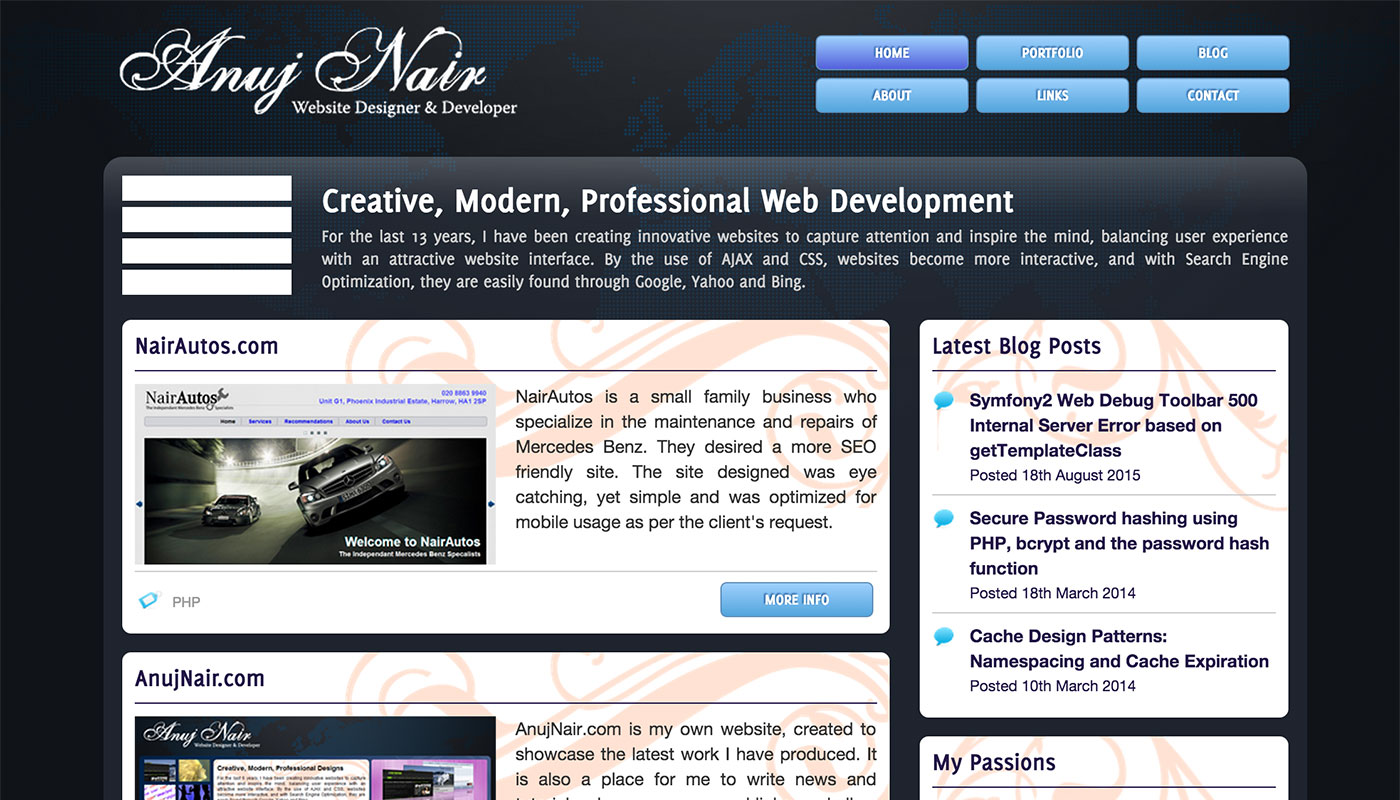 Anuj Nair
Website Designer & Developer
HOME
PORTFOLIO
BLOG
ABOUT
LINKS
CONTACT
Creative, Modern, Professional Web Development
For the last 13 years, I have been creating innovative websites to capture attention and inspire the mind, balancing user experience
with an attractive website interface. By the use of AJAX and CSS, websites become more interactive, and with Search Engine
Optimization, they are easily found through Google, Yahoo and Bing.
NairAutos.com
NairAutos
The Independent Mercedes Benz Specialists
020 8863 9940
Unit G1, Phoenix Industrial Estate, Harrow, HA1 2SP
Home Services Recommendations About Us Contact Us
Welcome to NairAutos
The Independant Mercedes Benz Specalists
NairAutos is a small family business who
specialize in the maintenance and repairs of
Mercedes Benz. They desired a more SEO
friendly site. The site designed was eye
catching, yet simple and was optimized for
mobile usage as per the client's request.
PHP
MORE INFO
AnujNair.com
Anuj Nair
Website Designer & Developer
Creative, Modern, Professional Designs
AnujNair.com is my own website, created to
showcase the latest work I have produced. It
is also a place for me to write news and
Latest Blog Posts
Symfony2 Web Debug Toolbar 500
Internal Server Error based on
getTemplateClass
Posted 18th August 2015
Secure Password hashing using
PHP, bcrypt and the password hash
function
Posted 18th March 2014
Cache Design Patterns:
Namespacing and Cache Expiration
Posted 10th March 2014
My Passions